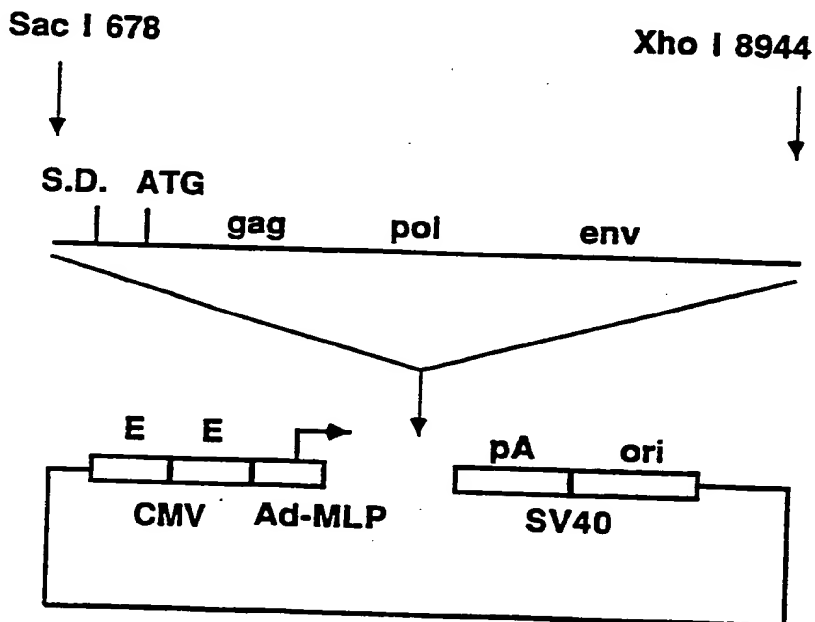 Sac I 678
Xho I 8944
S.D. ATG
gag pol env
E E
pA ori
CMV Ad-MLP
SV40